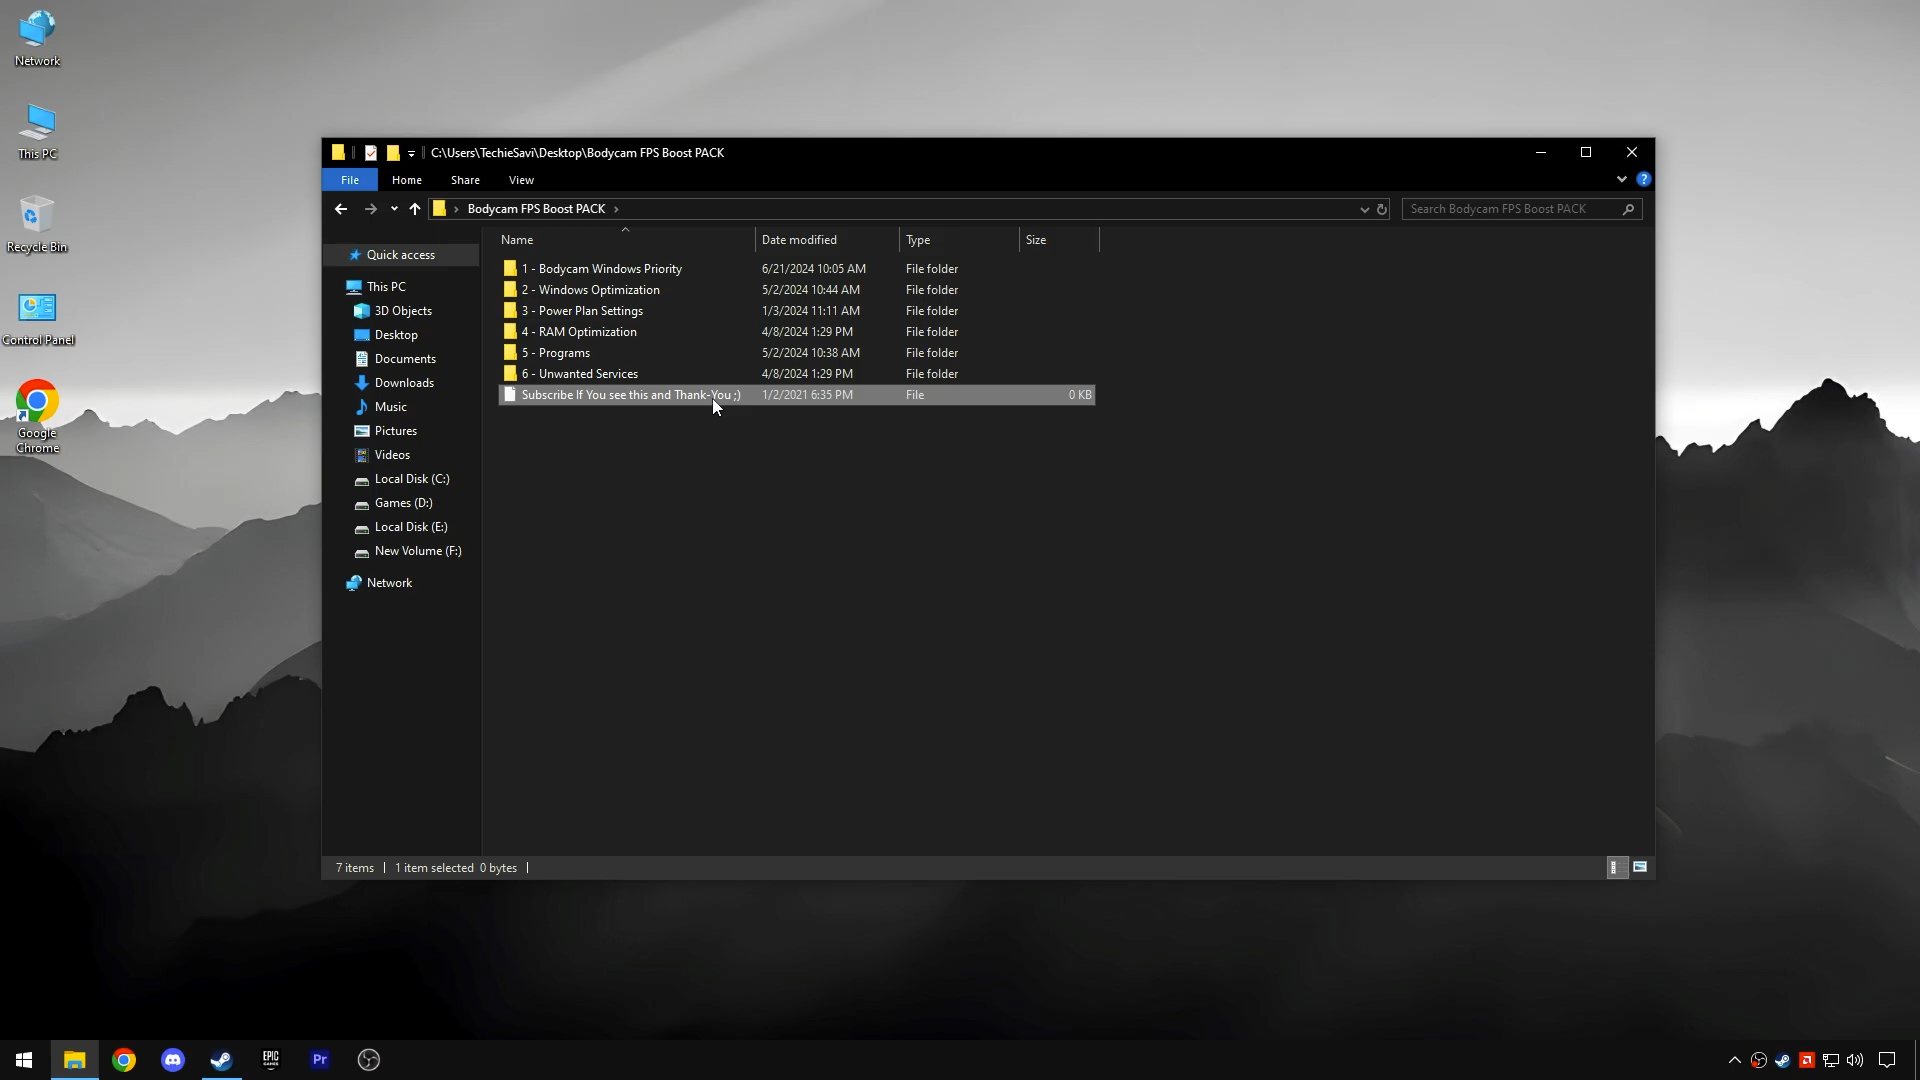 Network
This PC
Recycle Bin
Control Panel
Google
Chrome
C:\Users\TechieSavi\Desktop\Bodycam FPS Boost PACK
File Home Share View
Bodycam FPS Boost PACK
Search Bodycam FPS Boost PACK
Name Date modified Type Size
Quick access
This PC
3D Objects
Desktop
Documents
Downloads
Music
Pictures
Videos
Local Disk (C:)
Games (D:)
Local Disk (E:)
New Volume (F:)
Network
1 - Bodycam Windows Priority 6/21/2024 10:05 AM File folder
2 - Windows Optimization 5/2/2024 10:44 AM File folder
3 - Power Plan Settings 1/3/2024 11:11 AM File folder
4 - RAM Optimization 4/8/2024 1:29 PM File folder
5 - Programs 5/2/2024 10:38 AM File folder
6 - Unwanted Services 4/8/2024 1:29 PM File folder
Subscribe If You see this and Thank-You ;) 1/2/2021 6:35 PM File 0 KB
7 items 1 item selected 0 bytes
EPIC
GAMES
Pr